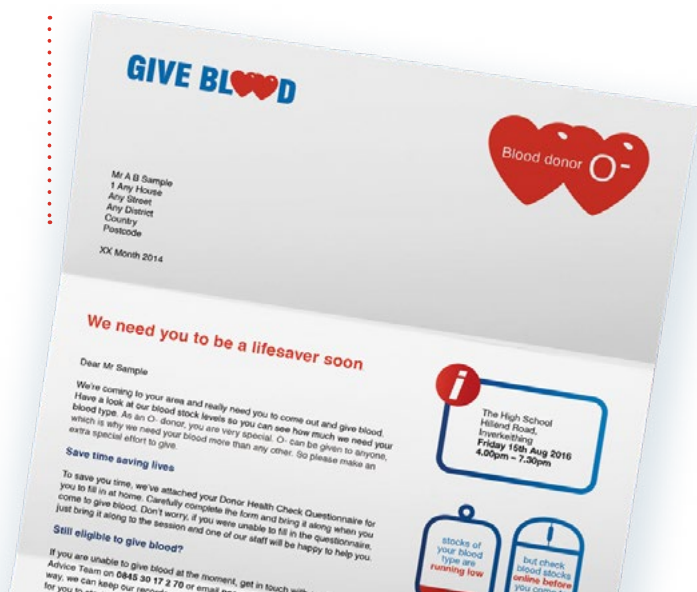 GIVE BLOOD
Blood donor O-
Mr A B Sample
1 Any House
Any Street
Any District
Country
Postcode
XX Month 2014
We need you to be a lifesaver soon
Dear Mr Sample
We're coming to your area and really need you to come out and give blood.
Have a look at our blood stock levels so you can see how much we need your
blood type. As an O- donor, you are very special. O- can be given to anyone,
which is why we need your blood more than any other. So please make an
extra special effort to give.
Save time saving lives
To save you time, we've attached your Donor Health Check Questionnaire for
you to fill in at home. Carefully complete the form and bring it along when you
come to give blood. Don't worry, if you were unable to fill in the questionnaire,
just bring it along to the session and one of our staff will be happy to help you.
Still eligible to give blood?
If you are unable to give blood at the moment, get in touch with
Advice Team on 0845 30 17 2 70 or email
way, we can keep our
for you to
i
The High School
Hillend Road,
Inverkeithing
Friday 15th Aug 2016
4.00pm – 7.30pm
stocks of
your blood
type are
running low
but check
blood stocks
online before
you come to